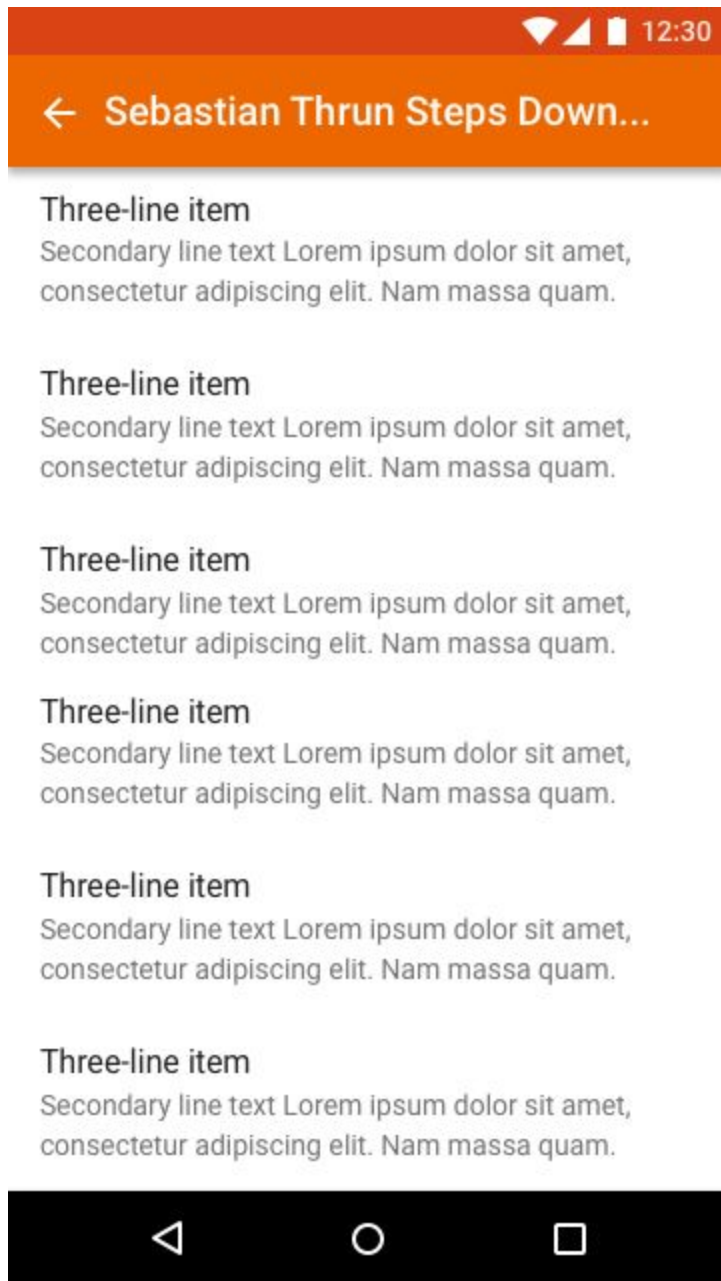 12:30
Sebastian Thrun Steps Down...
Three-line item
Secondary line text Lorem ipsum dolor sit amet,
consectetur adipiscing elit. Nam massa quam.
Three-line item
Secondary line text Lorem ipsum dolor sit amet,
consectetur adipiscing elit. Nam massa quam.
Three-line item
Secondary line text Lorem ipsum dolor sit amet,
consectetur adipiscing elit. Nam massa quam.
Three-line item
Secondary line text Lorem ipsum dolor sit amet,
consectetur adipiscing elit. Nam massa quam.
Three-line item
Secondary line text Lorem ipsum dolor sit amet,
consectetur adipiscing elit. Nam massa quam.
Three-line item
Secondary line text Lorem ipsum dolor sit amet,
consectetur adipiscing elit. Nam massa quam.